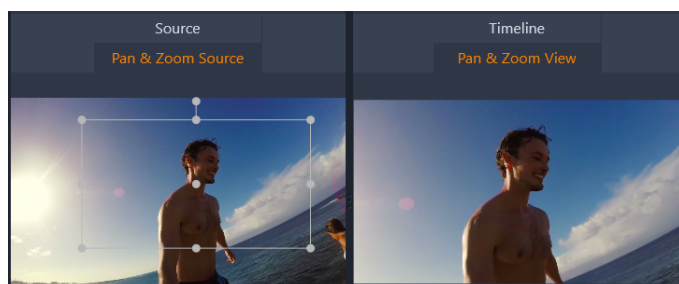 Source
Timeline
Pan & Zoom Source
Pan & Zoom View